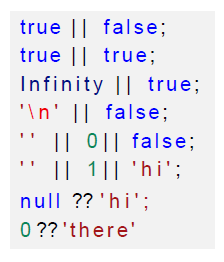 true || false;
true || true;
Infinity || true;
'\n' || false;
'' || 0|| false;
'' || 1|| 'hi';
null ?? 'hi';
0 ??'there'